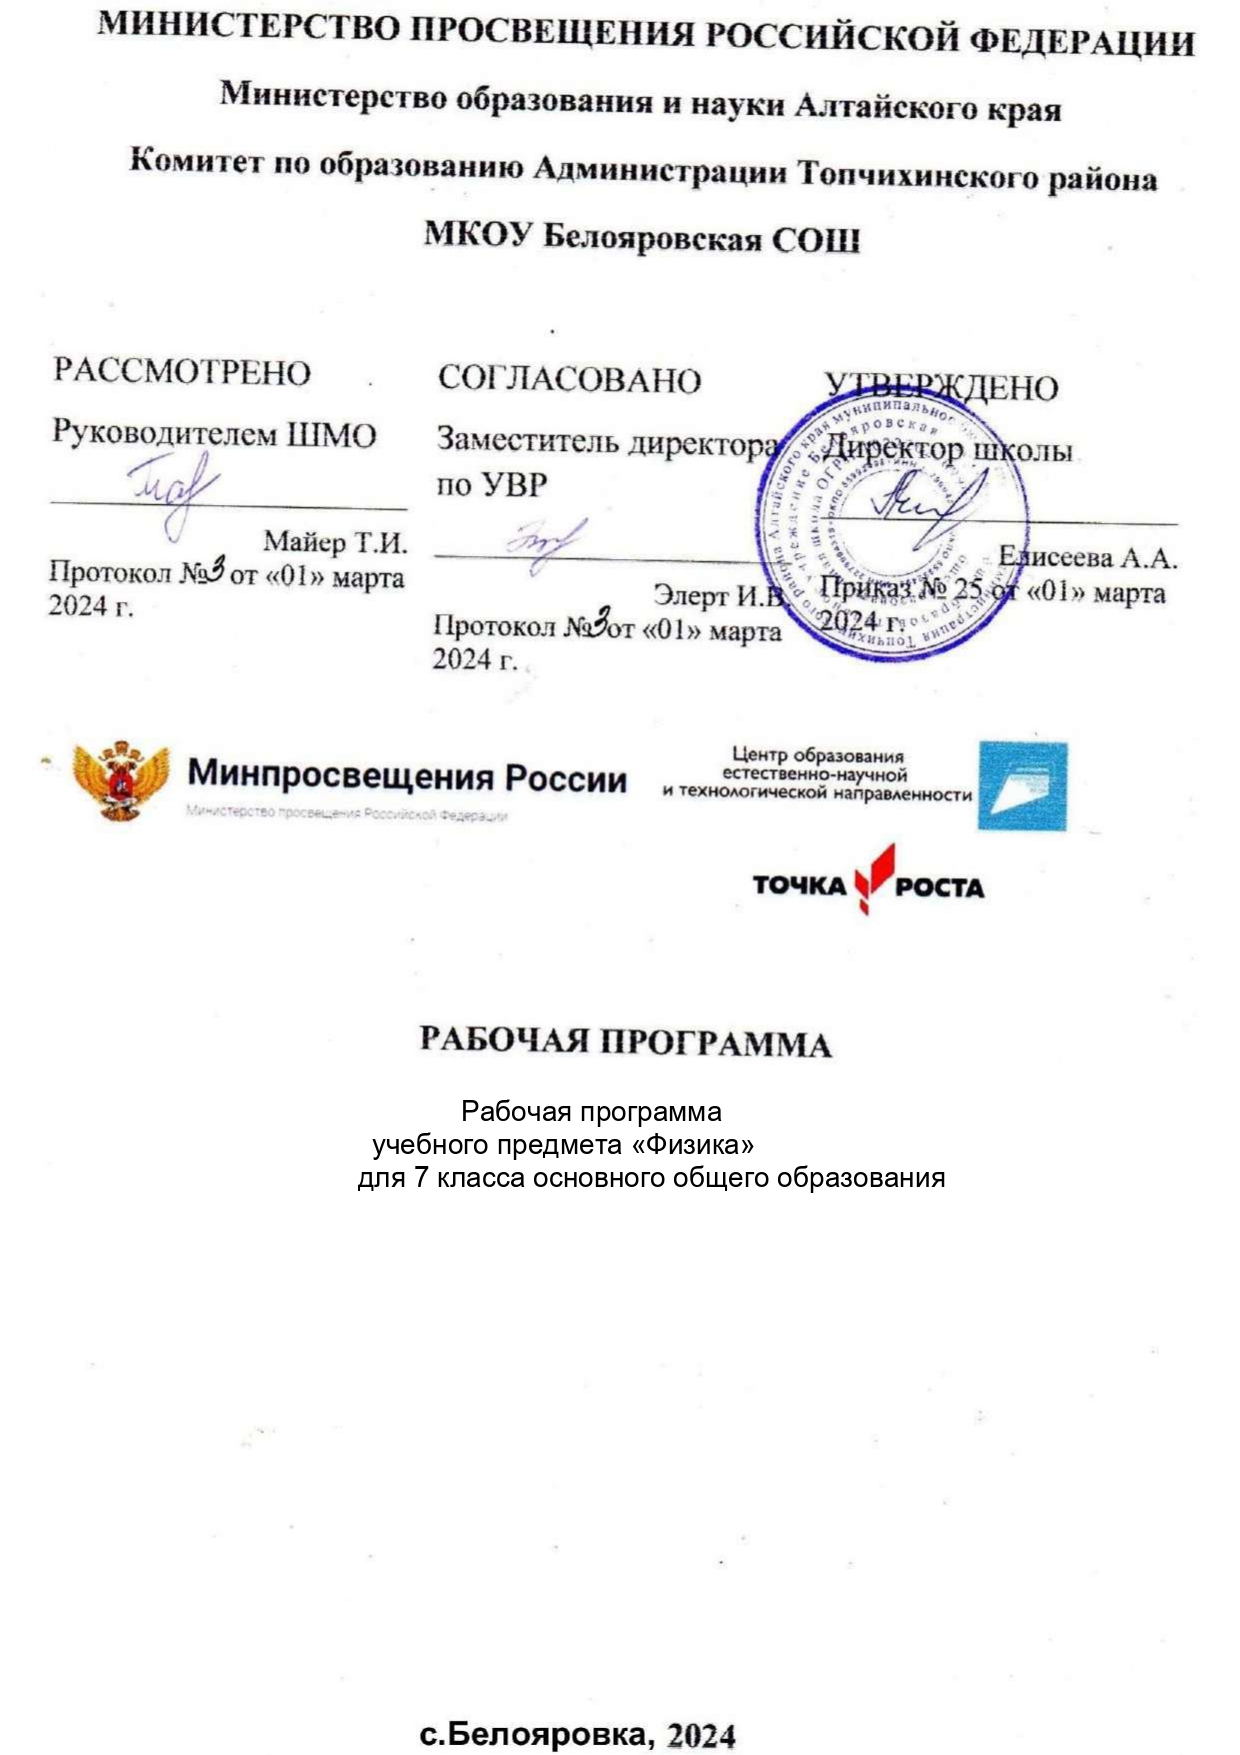 МИНИСТЕРСТВО ПРОСВЕЩЕНИЯ РОССИЙСКОЙ ФЕДЕРАЦИИ
Министерство образования и науки Алтайского края
Комитет по образованию Администрации Топчихинского района
МКОУ Белояровская СОШ
РАССМОТРЕНО
Руководителем ШМО
Майер Т.И.
Протокол №3 от «01» марта
2024 г.
СОГЛАСОВАНО
Заместитель директора
по УВР
Элерт И.В.
Протокол №3 от «01» марта
2024 г.
УТВЕРЖДЕНО
Директор школы
Елисеева А.А.
Приказ № 25 от «01» марта
2024 г.
Минпросвещения России
Министерство просвещения Российской Федерации
Центр образования
естественно-научной
и технологической направленности
ТОЧКА РОСТА
РАБОЧАЯ ПРОГРАММА
Рабочая программа
учебного предмета «Физика»
для 7 класса основного общего образования
с.Белояровка, 2024